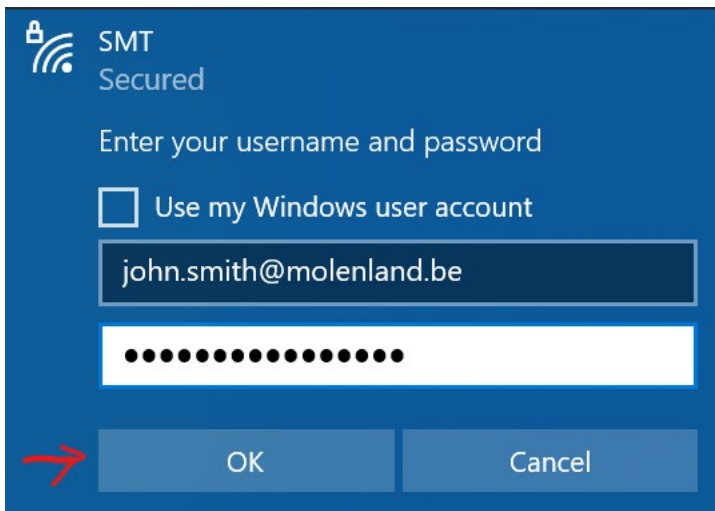 SMT
Secured
Enter your username and password
Use my Windows user account
john.smith@molenland.be
●●●●●●●●●●●●●●●●
OK Cancel